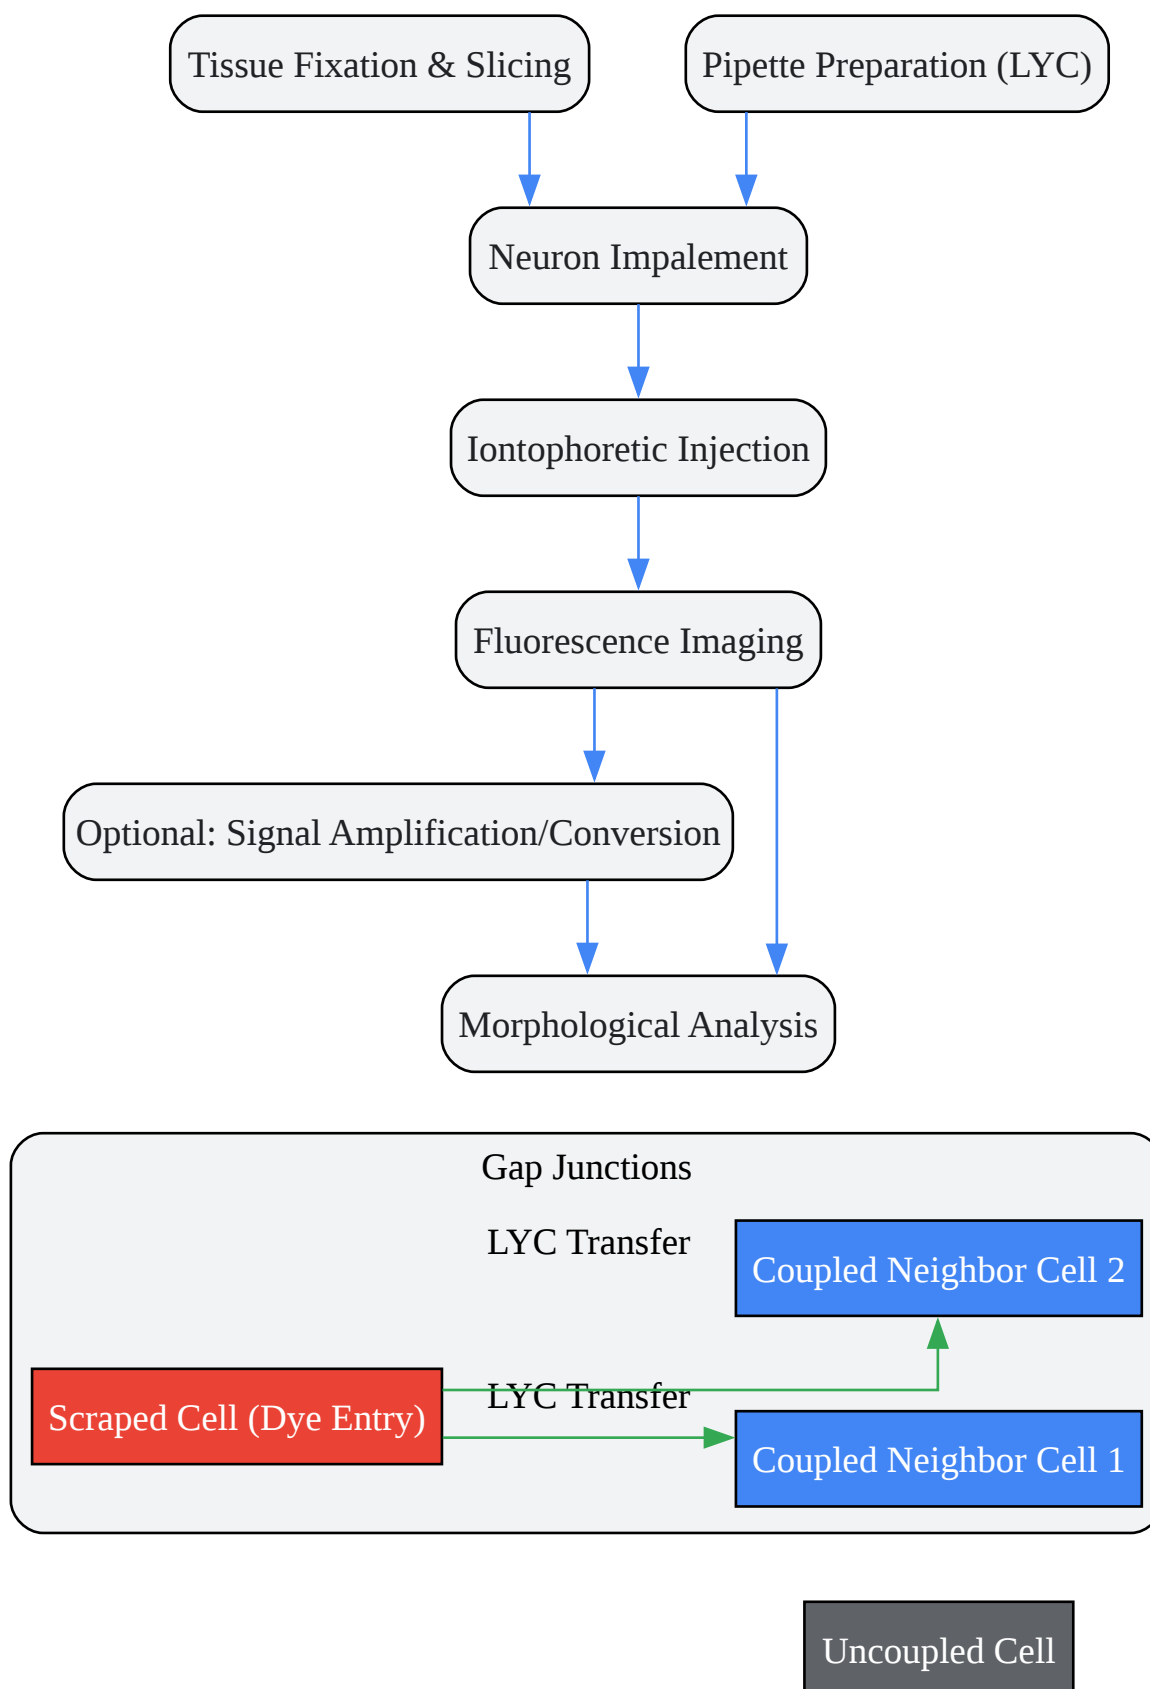 Tissue Fixation & Slicing
Pipette Preparation (LYC)
Neuron Impalement
Iontophoretic Injection
Fluorescence Imaging
Optional: Signal Amplification/Conversion
Morphological Analysis
Gap Junctions
LYC Transfer
Coupled Neighbor Cell 2
LYC Transfer
Scraped Cell (Dye Entry)
Coupled Neighbor Cell 1
Uncoupled Cell